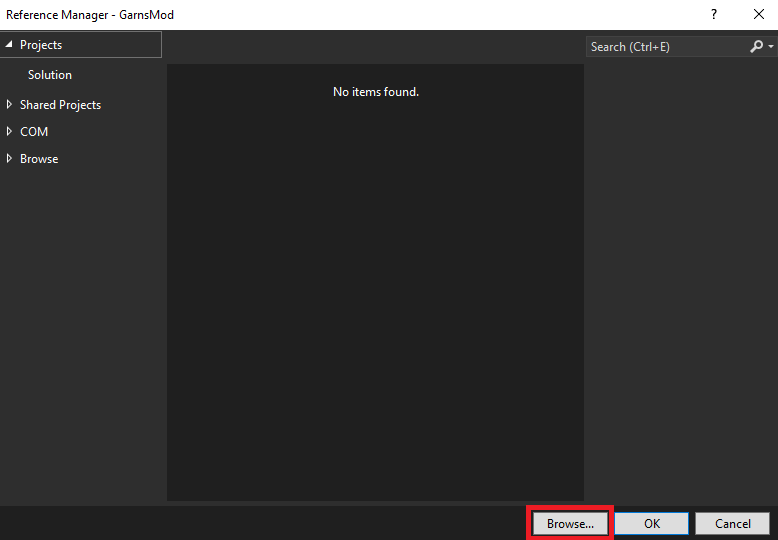 Reference Manager - GarnsMod
?
Projects
Search (Ctrl+E)
Solution
No items found.
Shared Projects
COM
Browse
Browse... OK Cancel